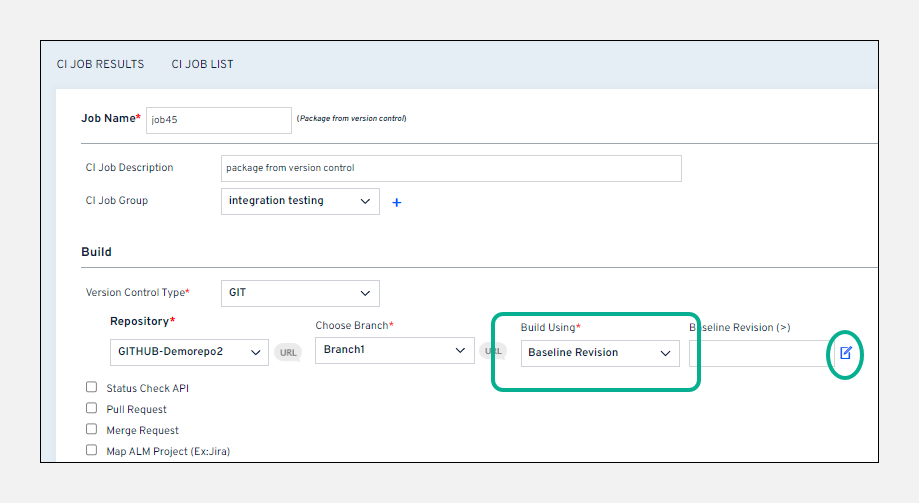 CI JOB RESULTS CI JOB LIST
Job Name* job45 (Package from version control)
CI Job Description package from version control
CI Job Group integration testing +
Build
Version Control Type* GIT
Repository* Choose Branch* Build Using* Baseline Revision (>)
GITHUB-Demorepo2 URL Branch1 URL Baseline Revision
Status Check API
Pull Request
Merge Request
Map ALM Project (Ex:Jira)